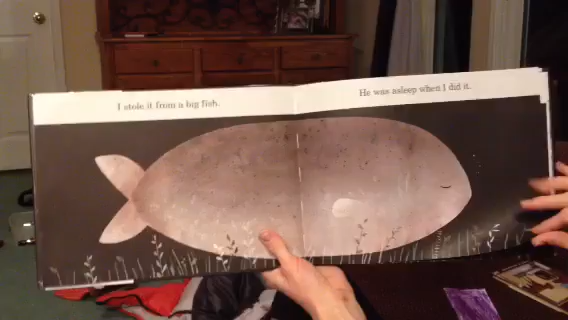 I stole it from a big fish.
He was asleep when I did it.